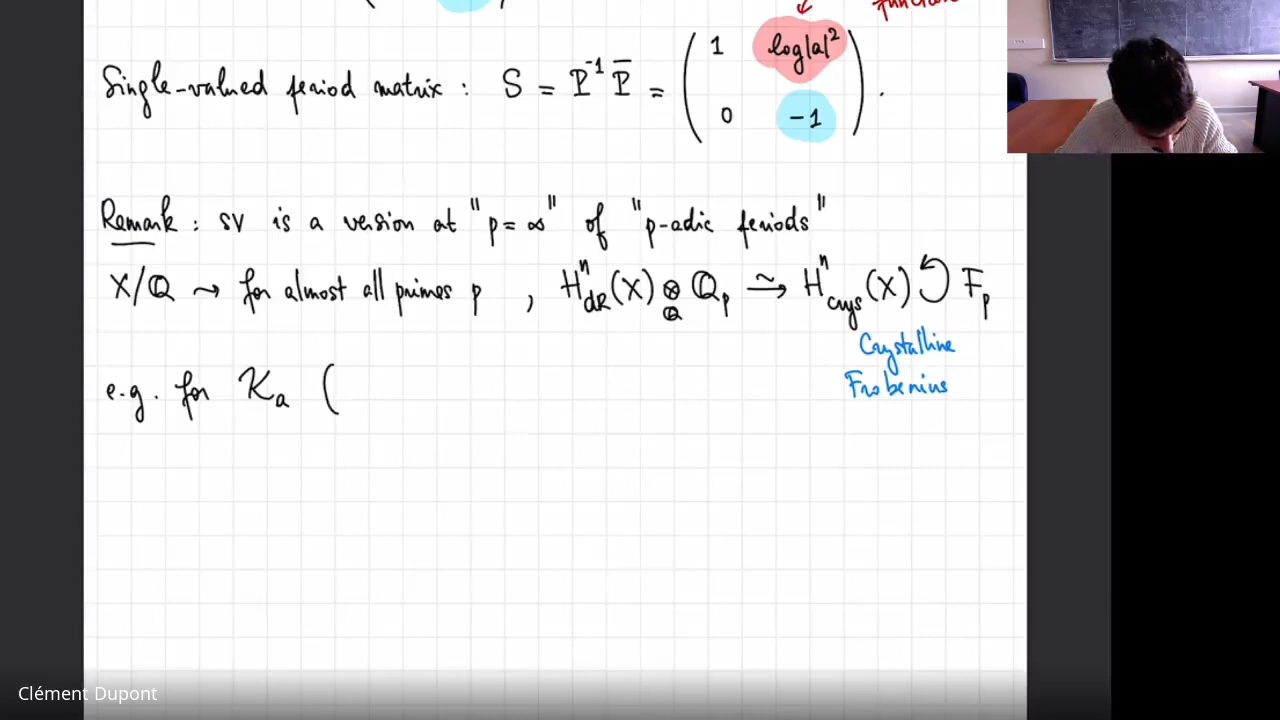 Single-valued period matrix : S = P⁻¹ P̄ = ( 1 log|a|² ; 0 -1 ) .
Remark : sv is a version at "p = ∞" of "p-adic periods"
X/ℚ ⇝ for almost all primes p , Hⁿ_dR(X) ⊗_ℚ ℚ_p ⥲ Hⁿ_crys(X) ↺ F_p
Crystalline
Frobenius
e.g. for K_a (
Clément Dupont